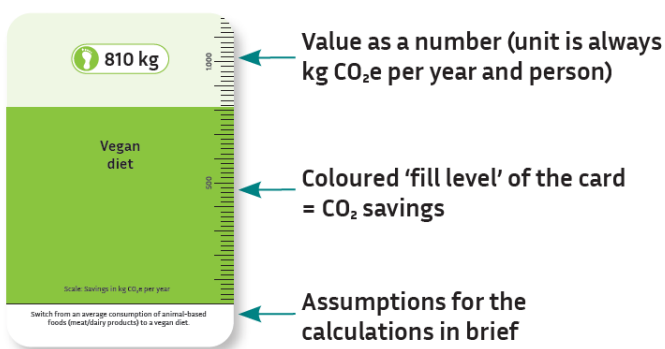 810 kg
1.000
Value as a number (unit is always
kg CO₂e per year and person)
Vegan
diet
500
Coloured ‘fill level’ of the card
= CO₂ savings
Scale: Savings in kg CO₂e per year
Switch from an average consumption of animal-based
foods (meat/dairy products) to a vegan diet.
Assumptions for the
calculations in brief